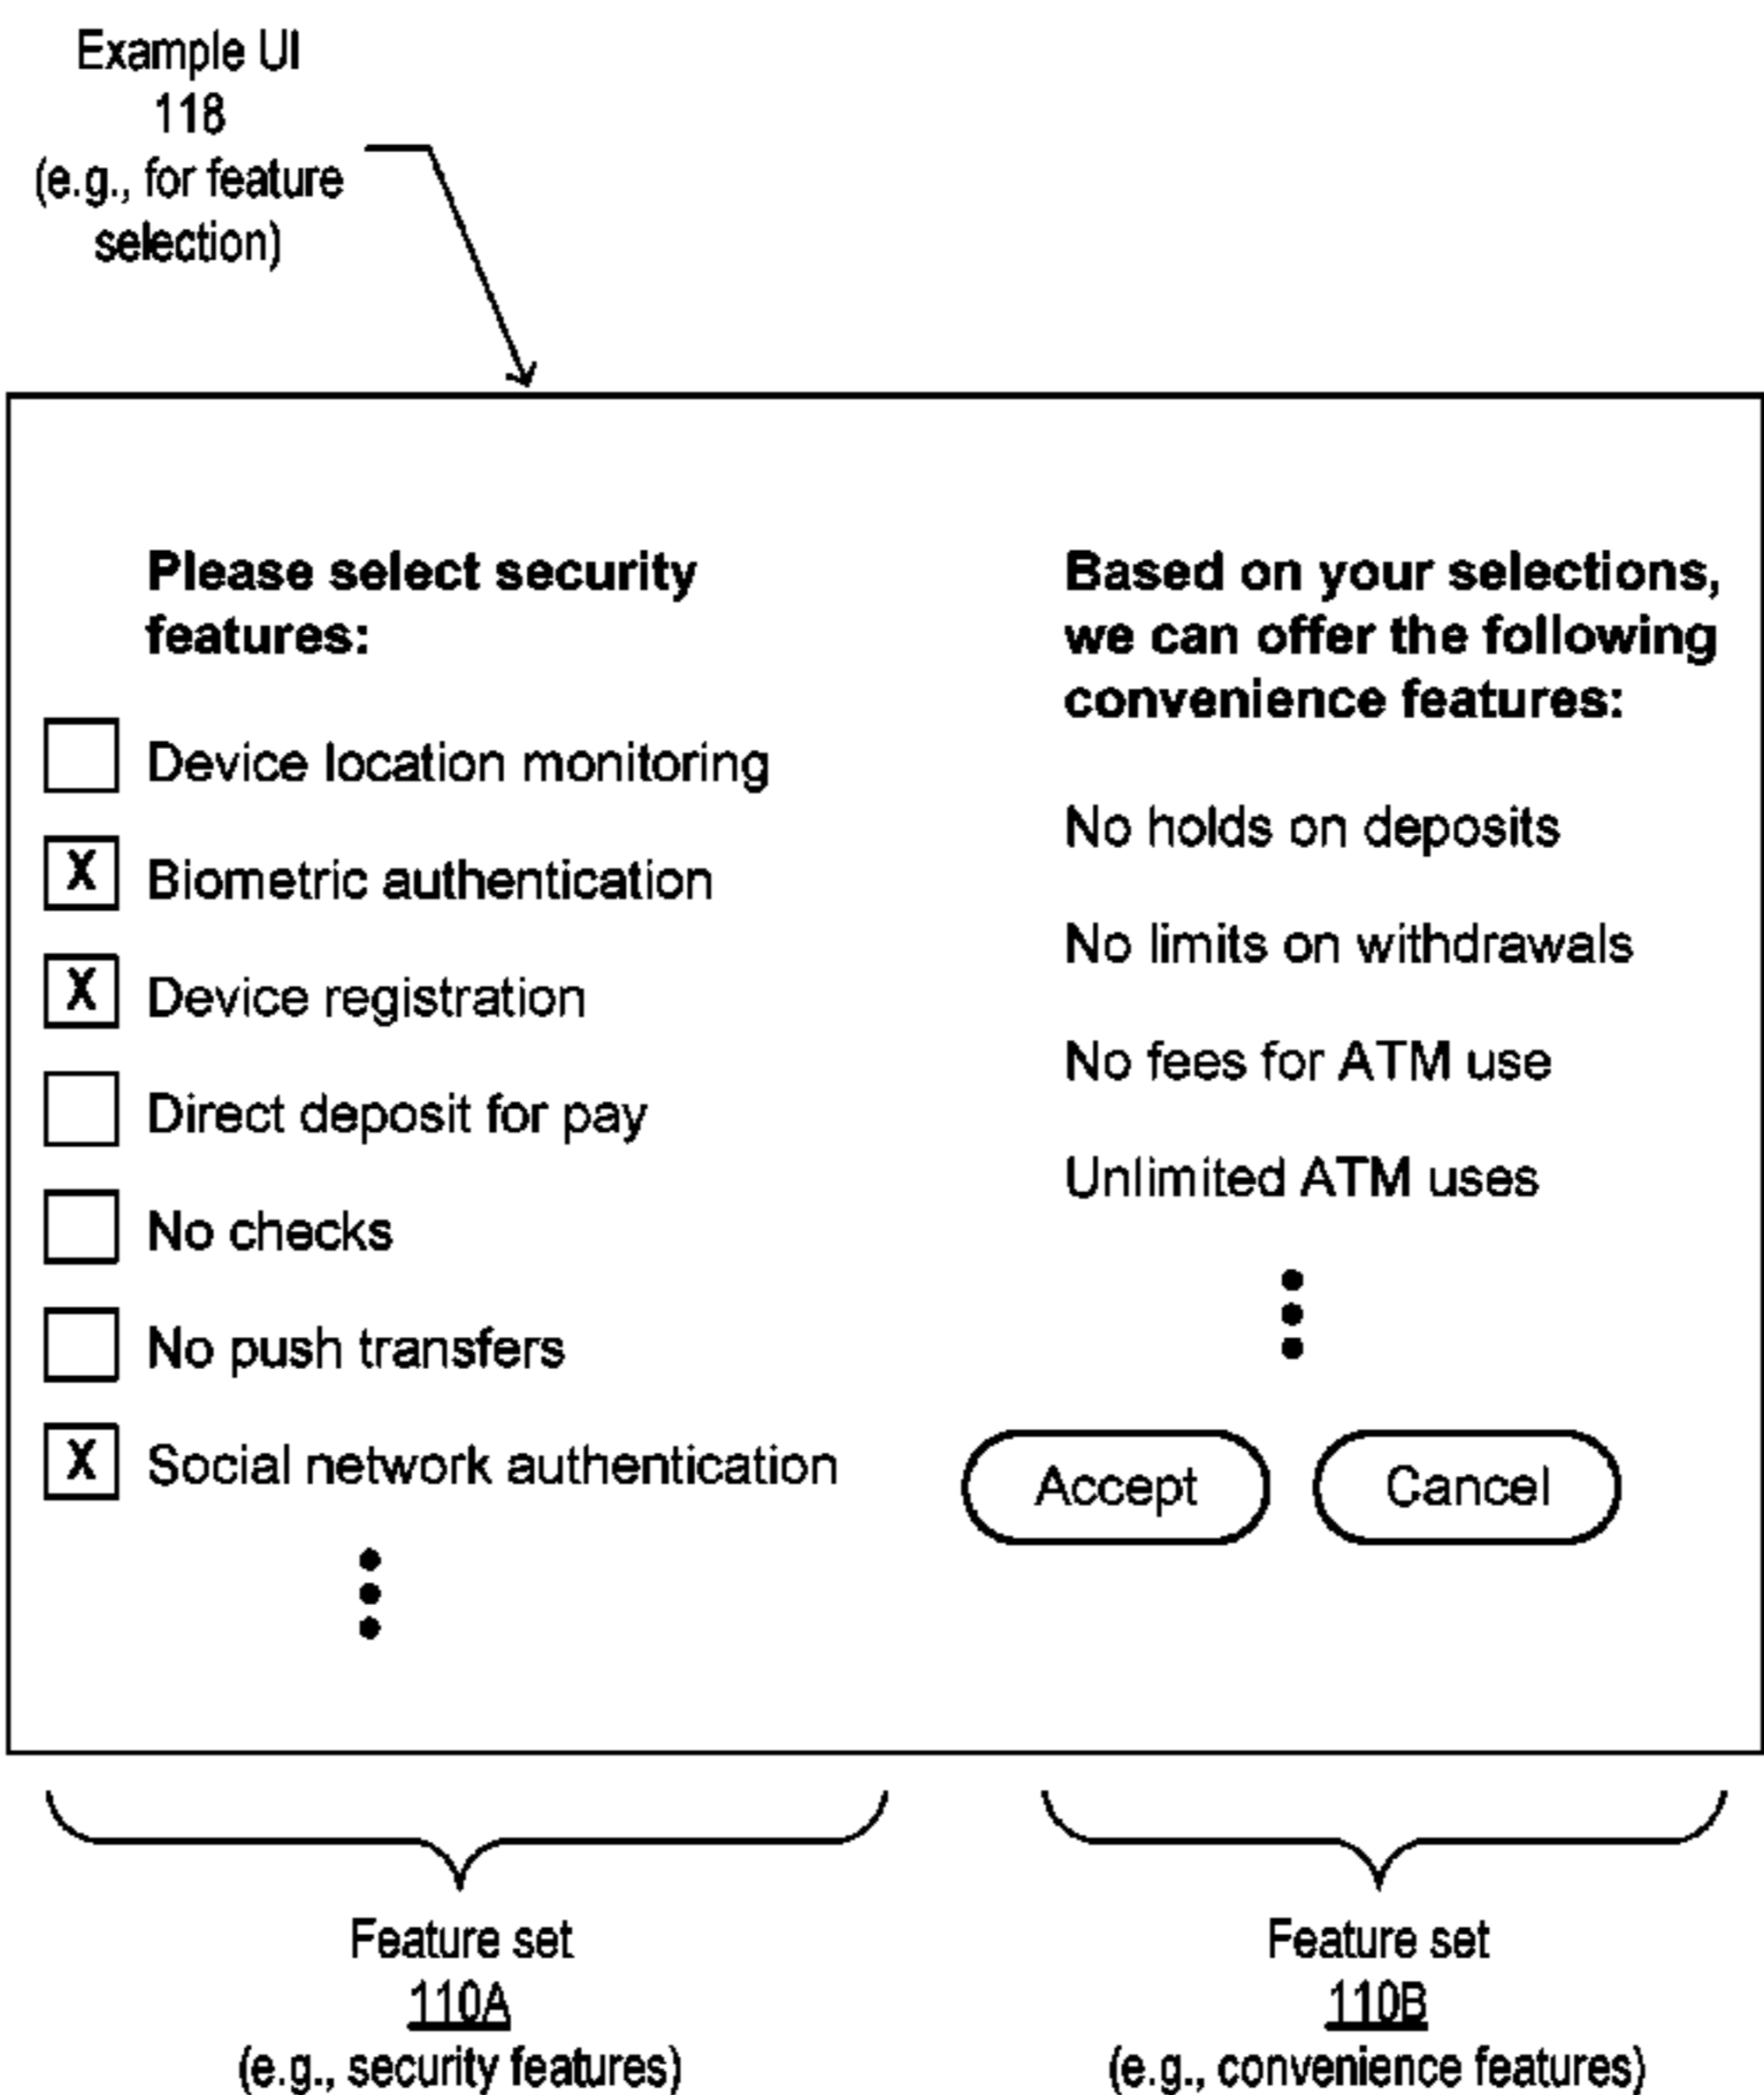 Example UI
118
(e.g., for feature
selection)
Please select security
features:
X
Device location monitoring
Biometric authentication
X
Device registration
Direct deposit for pay
No checks
No push transfers
X
Social network authentication
Based on your selections,
we can offer the following
convenience features:
No holds on deposits
No limits on withdrawals
No fees for ATM use
Unlimited ATM uses
Accept
Cancel
Feature set
110A
(e.g., security features)
Feature set
110B
(e.g., convenience features)